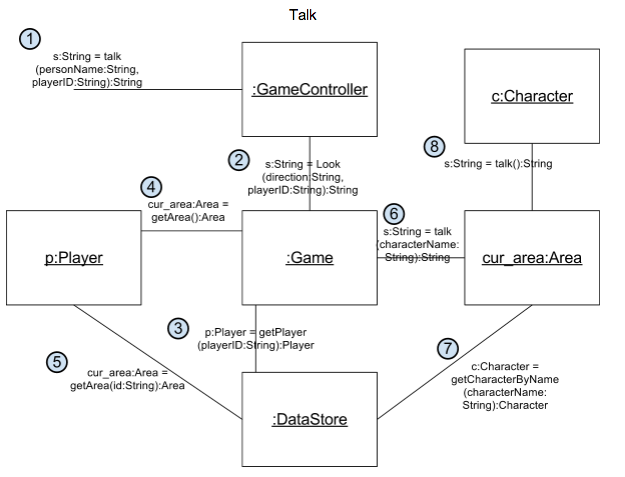 Talk
1
s:String = talk
(personName:String,
playerID:String):String
:GameController
c:Character
8
s:String = talk():String
2
s:String = Look
(direction:String,
playerID:String):String
4
cur_area:Area =
getArea():Area
6
s:String = talk
(characterName:
String):String
p:Player
:Game
cur_area:Area
3
p:Player = getPlayer
(playerID:String):Player
5
cur_area:Area =
getArea(id:String):Area
7
c:Character =
getCharacterByName
(characterName:
String):Character
:DataStore